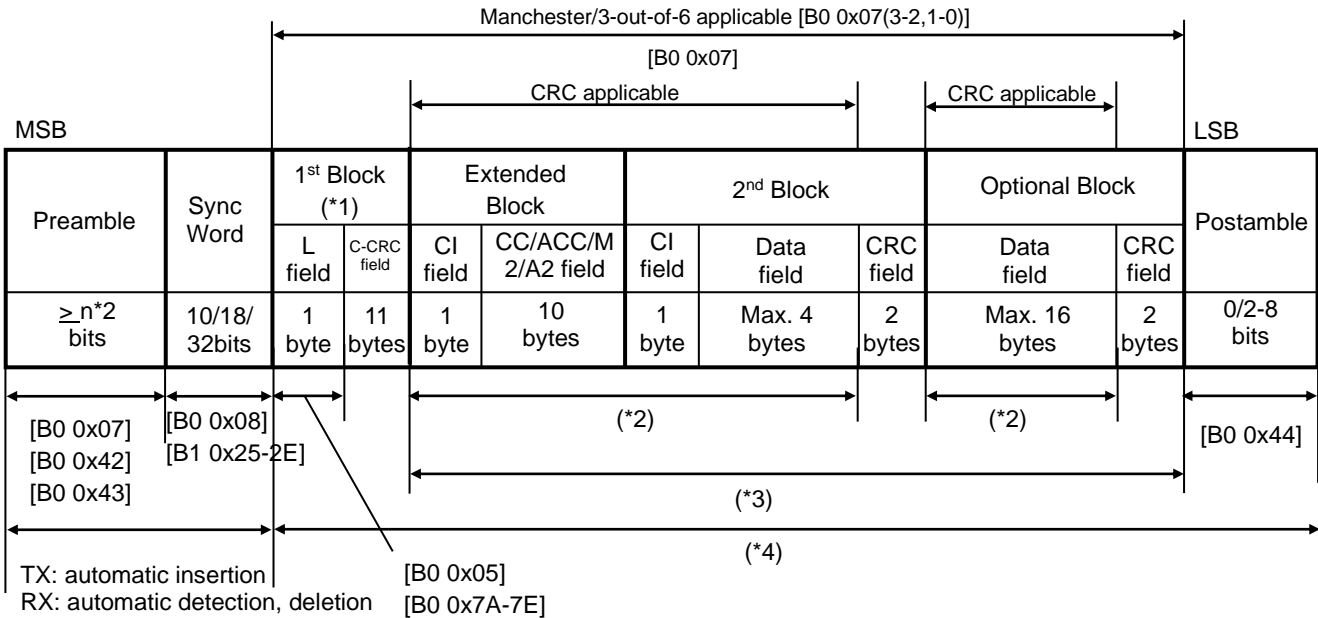 Manchester/3-out-of-6 applicable [B0 0x07(3-2,1-0)]
[B0 0x07]
CRC applicable
CRC applicable
MSB
LSB
Preamble
Sync
Word
1st Block
(*1)
Extended
Block
2nd Block
Optional Block
Postamble
L
field
C-CRC
field
CI
field
CC/ACC/M
2/A2 field
CI
field
Data
field
CRC
field
Data
field
CRC
field
≥ n*2
bits
10/18/
32bits
1
byte
11
bytes
1
byte
10
bytes
1
byte
Max. 4
bytes
2
bytes
Max. 16
bytes
2
bytes
0/2-8
bits
[B0 0x07]
[B0 0x42]
[B0 0x43]
[B0 0x08]
[B1 0x25-2E]
(*2)
(*2)
[B0 0x44]
(*3)
(*4)
TX: automatic insertion
RX: automatic detection, deletion
[B0 0x05]
[B0 0x7A-7E]